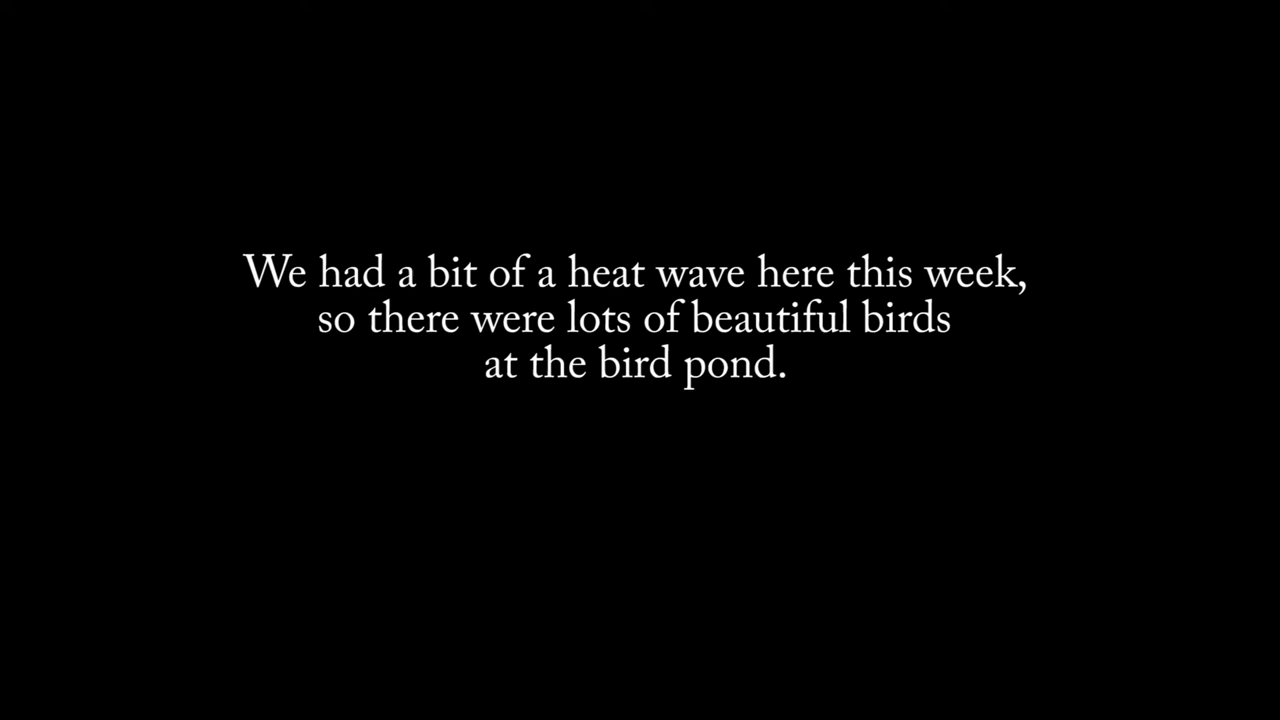 We had a bit of a heat wave here this week,
so there were lots of beautiful birds
at the bird pond.